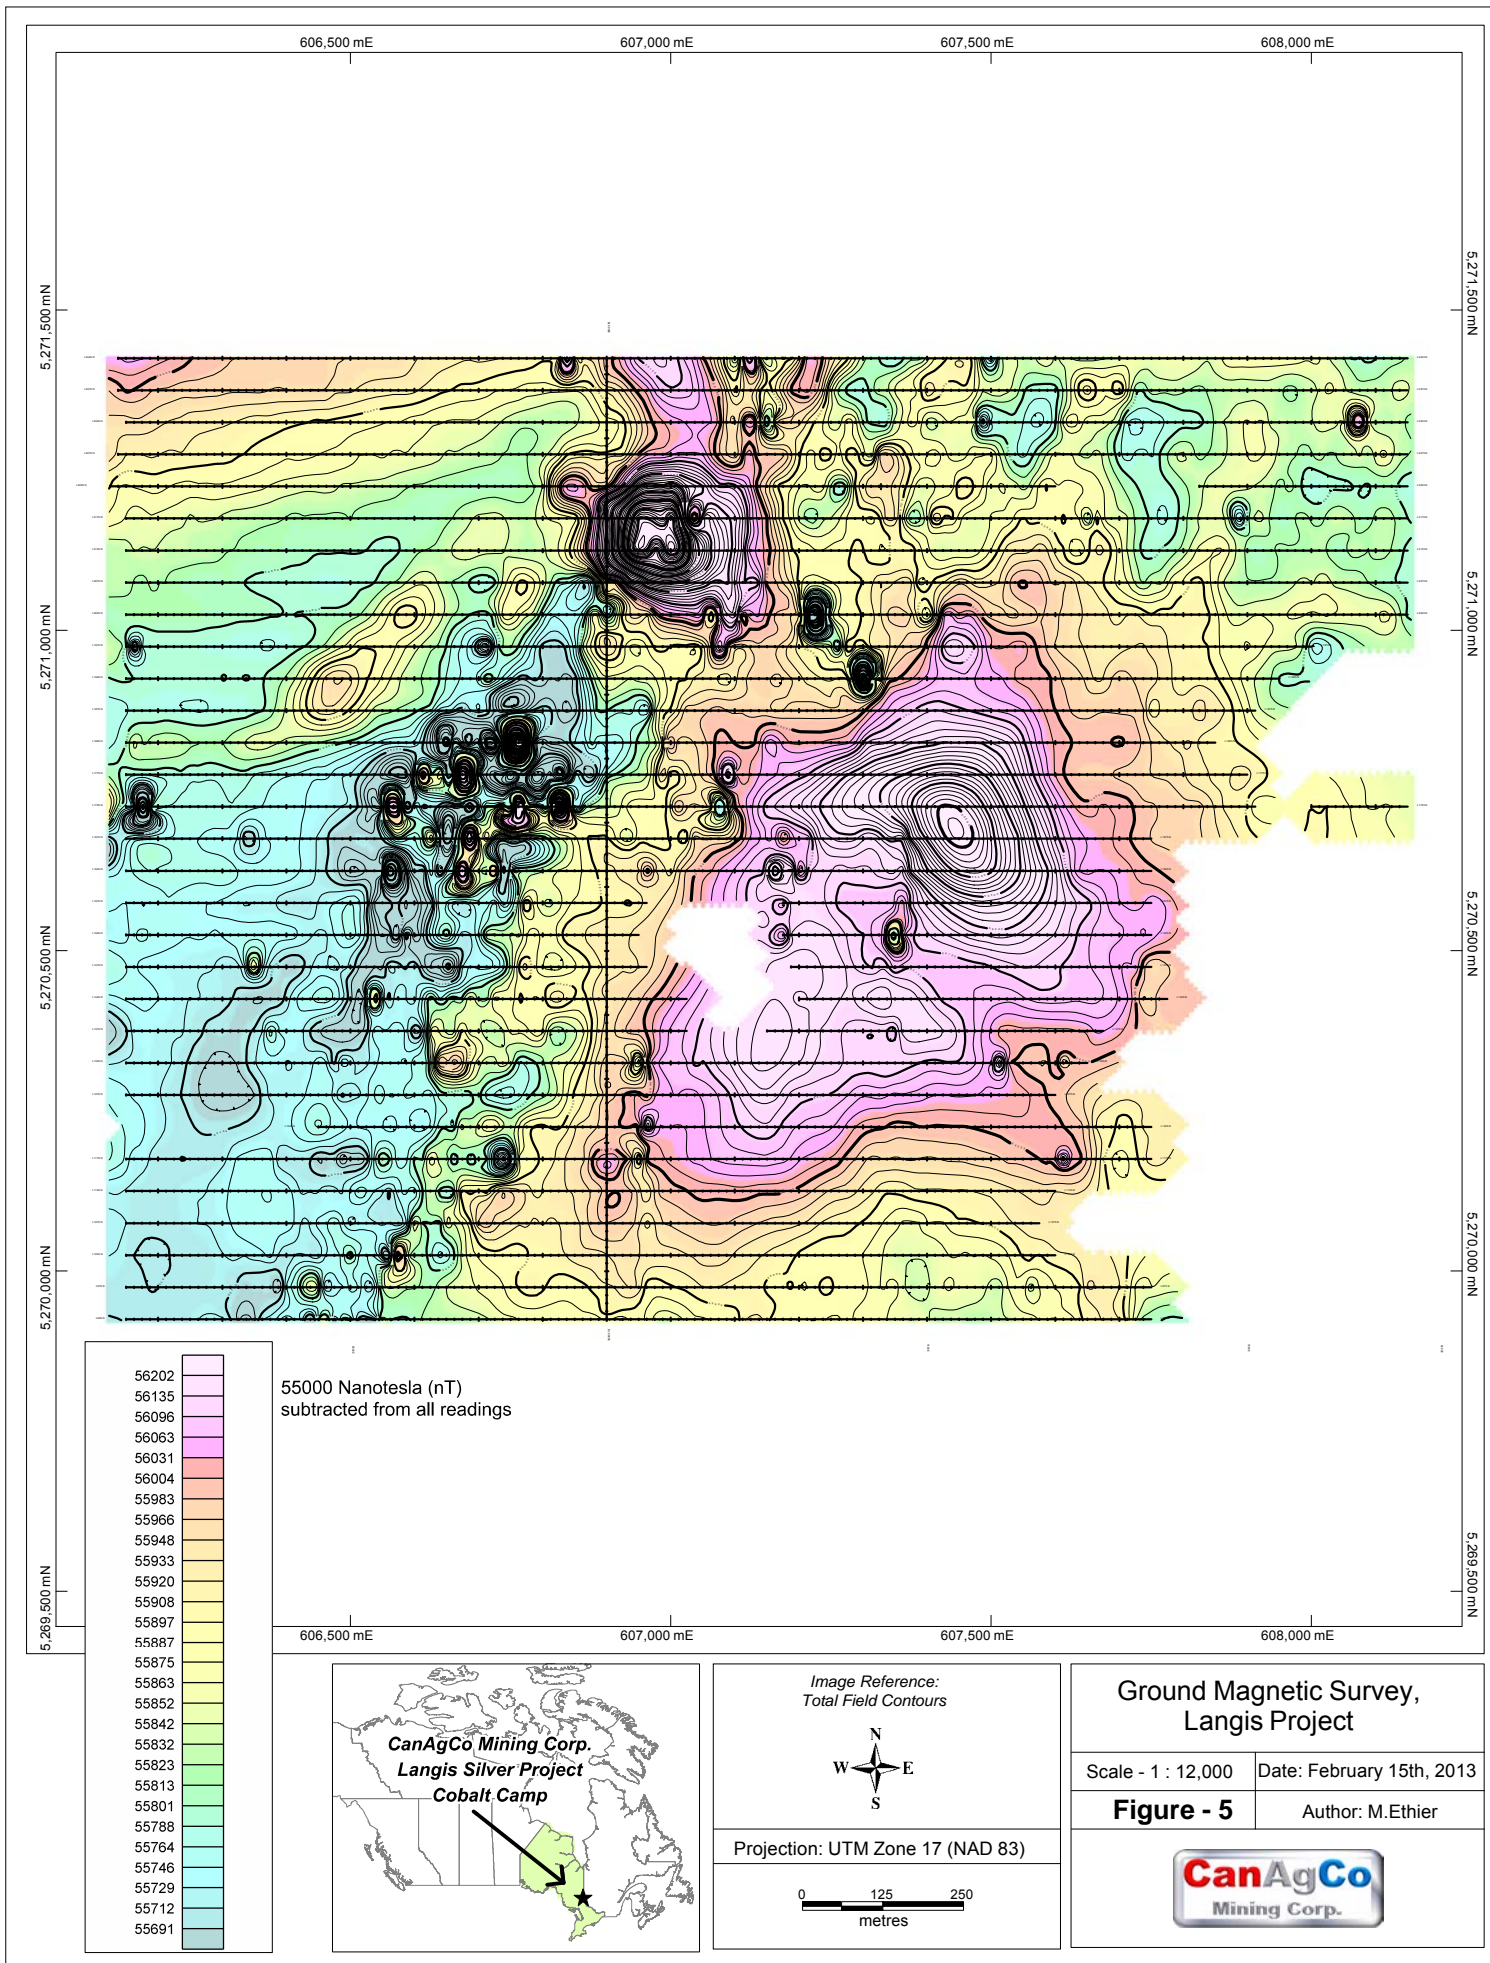 606,500 mE
607,000 mE
607,500 mE
608,000 mE
5,271,500 mN
5,271,500 mN
5,271,000 mN
5,271,000 mN
5,270,500 mN
5,270,500 mN
5,270,000 mN
5,270,000 mN
5,269,500 mN
5,269,500 mN
56202
56135
56096
56063
56031
56004
55983
55966
55948
55933
55920
55908
55897
55887
55875
55863
55852
55842
55832
55823
55813
55801
55788
55764
55746
55729
55712
55691
55000 Nanotesla (nT)
subtracted from all readings
606,500 mE
607,000 mE
607,500 mE
608,000 mE
CanAgCo Mining Corp.
Langis Silver Project
Cobalt Camp
Image Reference:
Total Field Contours
N
W E
S
Projection: UTM Zone 17 (NAD 83)
0 125 250
metres
Ground Magnetic Survey,
Langis Project
Scale - 1 : 12,000
Date: February 15th, 2013
Figure - 5
Author: M.Ethier
CanAgCo
Mining Corp.